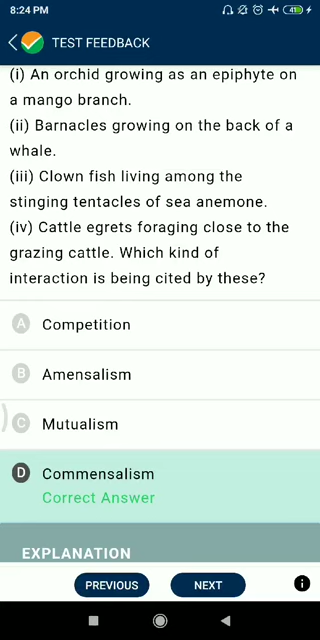 8:24 PM
41
TEST FEEDBACK
(i) An orchid growing as an epiphyte on
a mango branch.
(ii) Barnacles growing on the back of a
whale.
(iii) Clown fish living among the
stinging tentacles of sea anemone.
(iv) Cattle egrets foraging close to the
grazing cattle. Which kind of
interaction is being cited by these?
A Competition
B Amensalism
C Mutualism
D Commensalism
Correct Answer
EXPLANATION
PREVIOUS NEXT